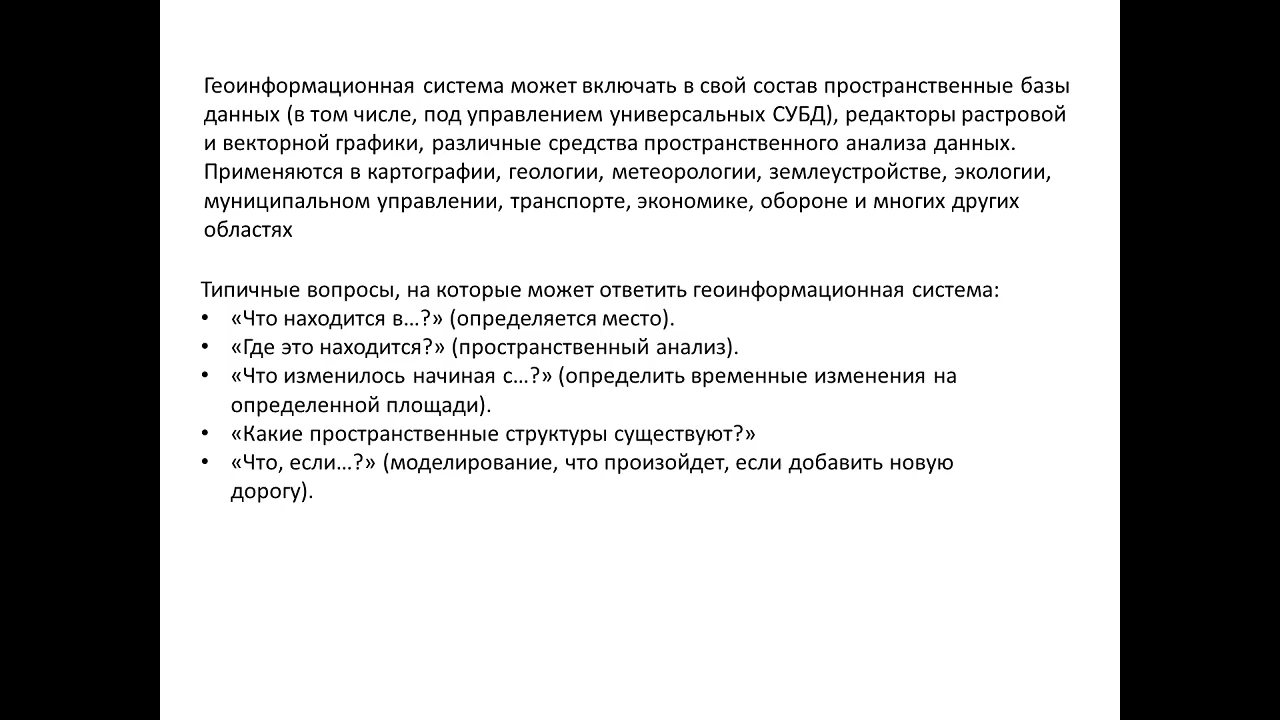 Геоинформационная система может включать в свой состав пространственные базы
данных (в том числе, под управлением универсальных СУБД), редакторы растровой
и векторной графики, различные средства пространственного анализа данных.
Применяются в картографии, геологии, метеорологии, землеустройстве, экологии,
муниципальном управлении, транспорте, экономике, обороне и многих других
областях
Типичные вопросы, на которые может ответить геоинформационная система:
• «Что находится в…?» (определяется место).
• «Где это находится?» (пространственный анализ).
• «Что изменилось начиная с…?» (определить временные изменения на
определенной площади).
• «Какие пространственные структуры существуют?»
• «Что, если…?» (моделирование, что произойдет, если добавить новую
дорогу).